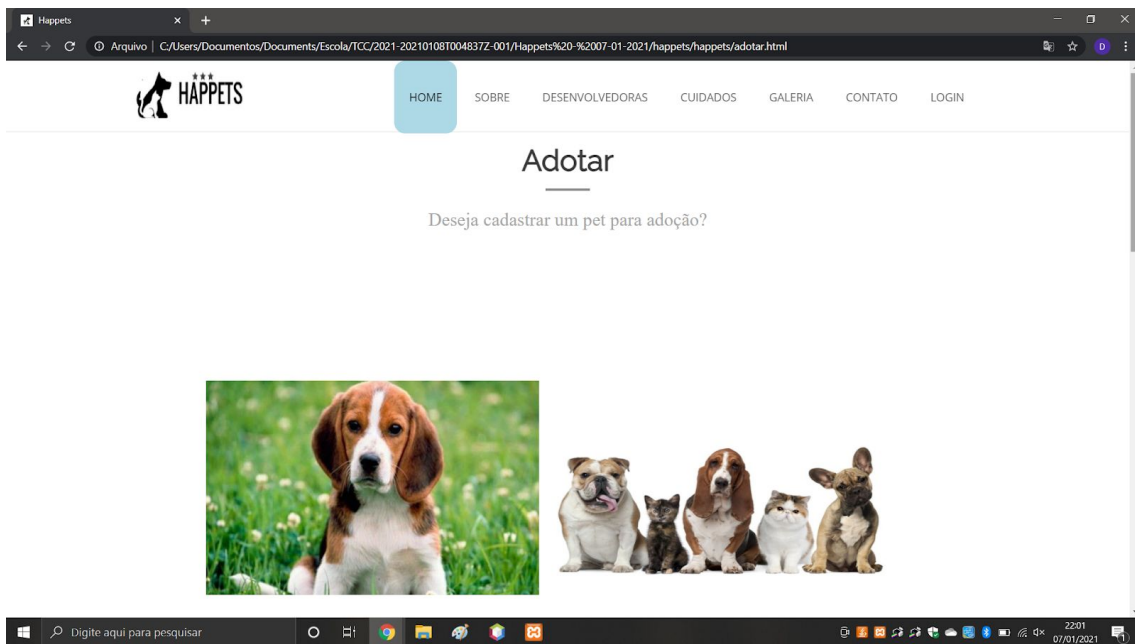 Happets
Arquivo | C:/Users/Documentos/Documents/Escola/TCC/2021-20210108T004837Z-001/Happets%20-%2007-01-2021/happets/happets/adotar.html
D
HAPPETS
HOME SOBRE DESENVOLVEDORAS CUIDADOS GALERIA CONTATO LOGIN
Adotar
Deseja cadastrar um pet para adoção?
Digite aqui para pesquisar
22:01
07/01/2021
1